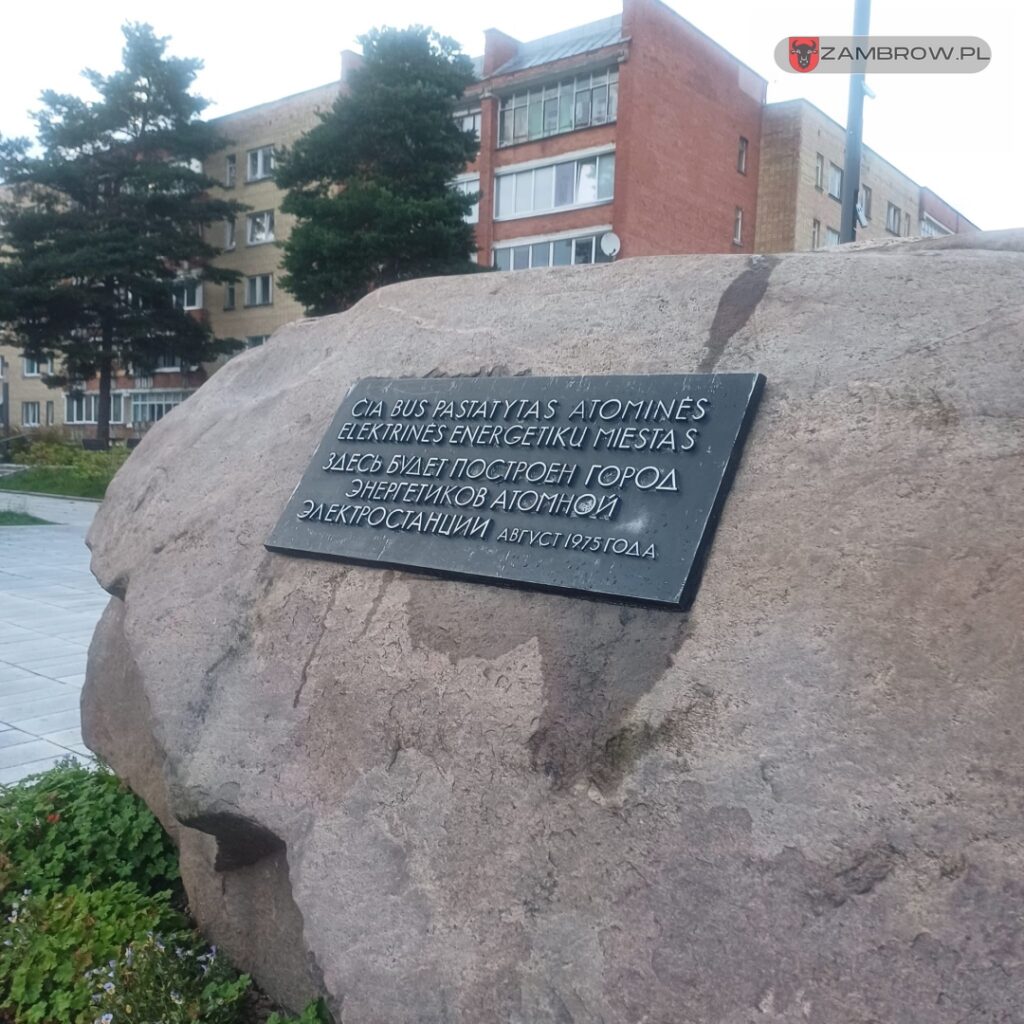 ZAMBROW.PL
ČIA BUS PASTATYTAS ATOMINĖS
ELEKTRINĖS ENERGETIKŲ MIESTAS
ЗДЕСЬ БУДЕТ ПОСТРОЕН ГОРОД
ЭНЕРГЕТИКОВ АТОМНОЙ
ЭЛЕКТРОСТАНЦИИ АВГУСТ 1975 ГОДА